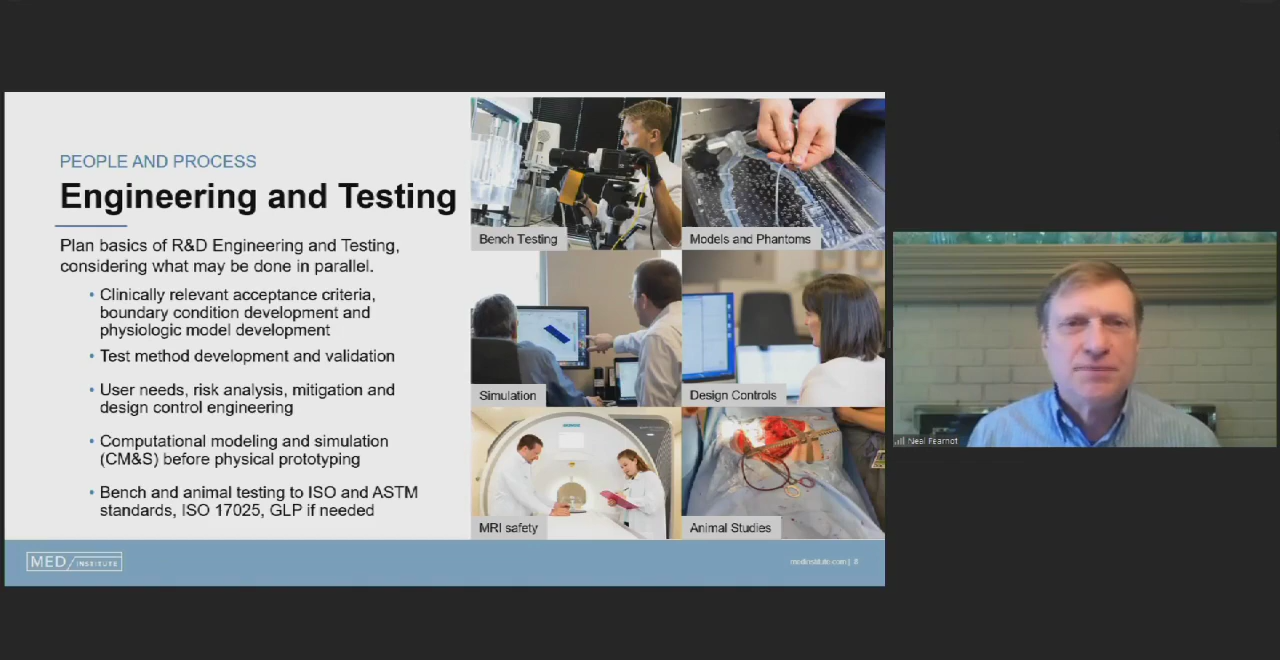 PEOPLE AND PROCESS
Engineering and Testing
Plan basics of R&D Engineering and Testing,
considering what may be done in parallel.
• Clinically relevant acceptance criteria,
boundary condition development and
physiologic model development
• Test method development and validation
• User needs, risk analysis, mitigation and
design control engineering
• Computational modeling and simulation
(CM&S) before physical prototyping
• Bench and animal testing to ISO and ASTM
standards, ISO 17025, GLP if needed
Bench Testing
Models and Phantoms
Simulation
Design Controls
SIEMENS
MRI safety
Animal Studies
MED/INSTITUTE
medinstitute.com | 8
Neal Fearnot